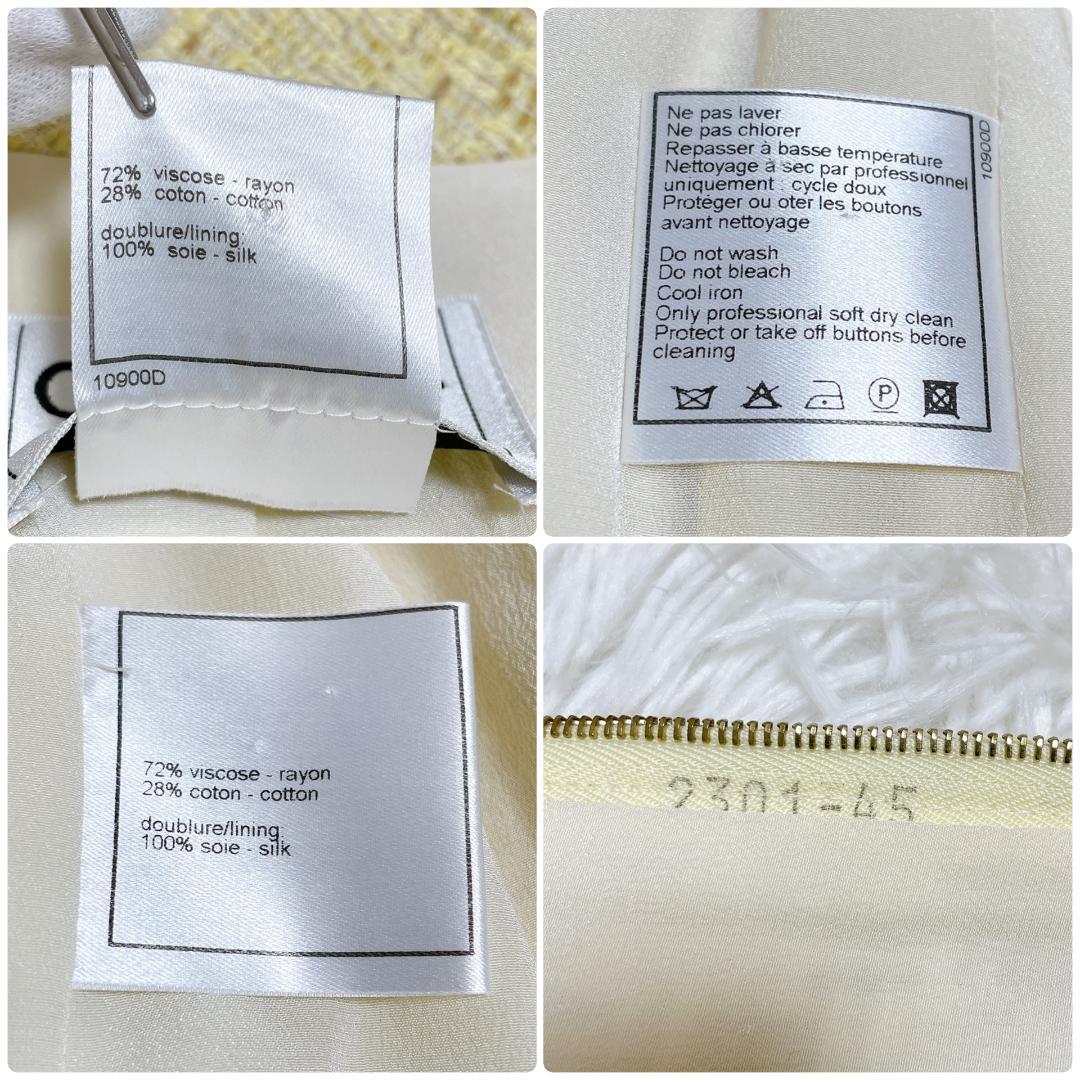 72% viscose - rayon
28% coton - cotton
doublure/lining:
100% soie - silk
10900D
Ne pas laver
Ne pas chlorer
Repasser à basse température
Nettoyage à sec par professionnel
uniquement : cycle doux
Protéger ou oter les boutons
avant nettoyage
Do not wash
Do not bleach
Cool iron
Only professional soft dry clean
Protect or take off buttons before
cleaning
P
10900D
72% viscose - rayon
28% coton - cotton
doublure/lining:
100% soie - silk
2301-45